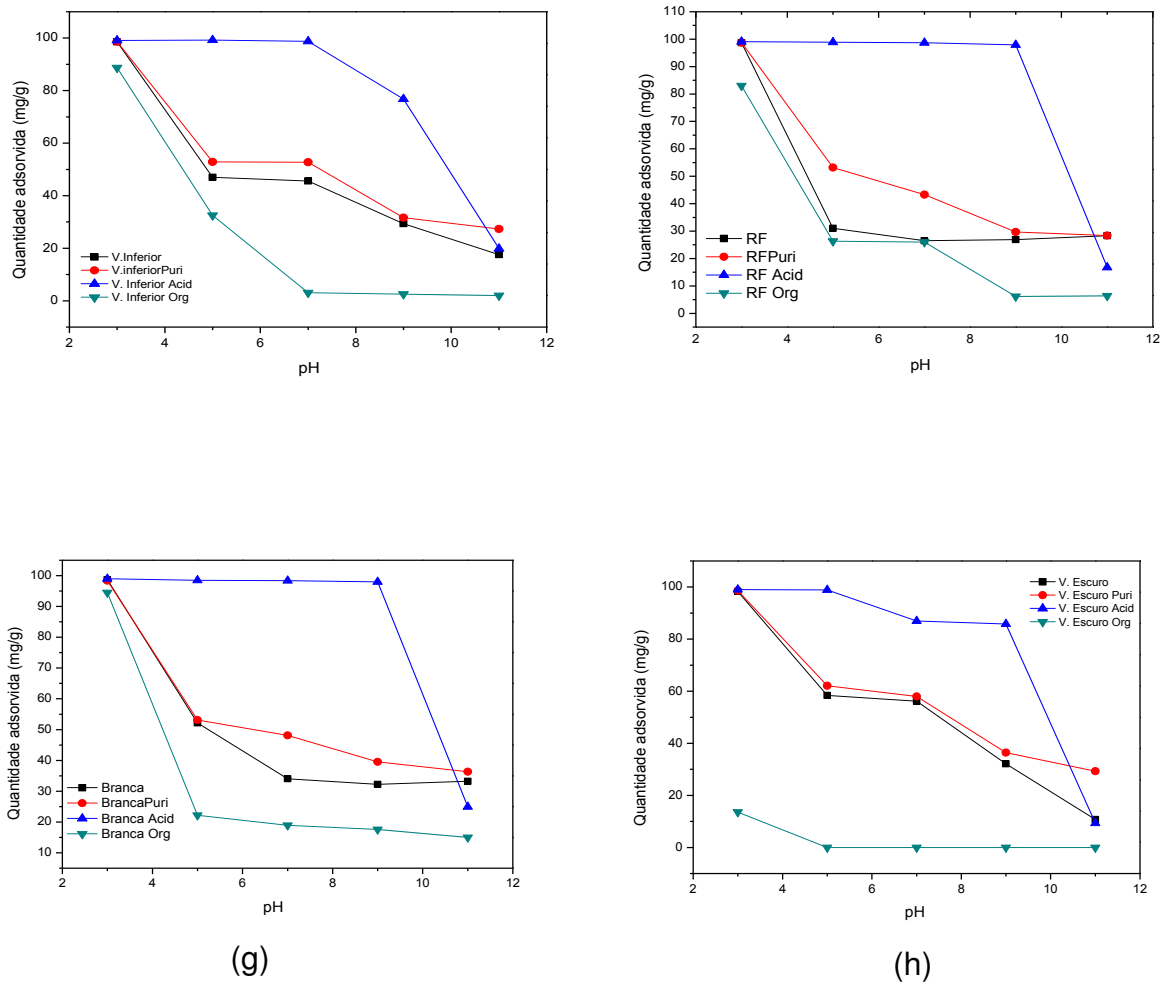 Quantidade adsorvida (mg/g)
100
80
60
40
20
0
V.Inferior
V.inferiorPuri
V. Inferior Acid
V. Inferior Org
2 4 6 8 10 12
pH
Quantidade adsorvida (mg/g)
110
100
90
80
70
60
50
40
30
20
10
0
RF
RFPuri
RF Acid
RF Org
2 4 6 8 10 12
pH
Quantidade adsorvida (mg/g)
100
90
80
70
60
50
40
30
20
10
Branca
BrancaPuri
Branca Acid
Branca Org
2 4 6 8 10 12
pH
(g)
Quantidade adsorvida (mg/g)
100
80
60
40
20
0
V. Escuro
V. Escuro Puri
V. Escuro Acid
V. Escuro Org
2 4 6 8 10 12
pH
(h)